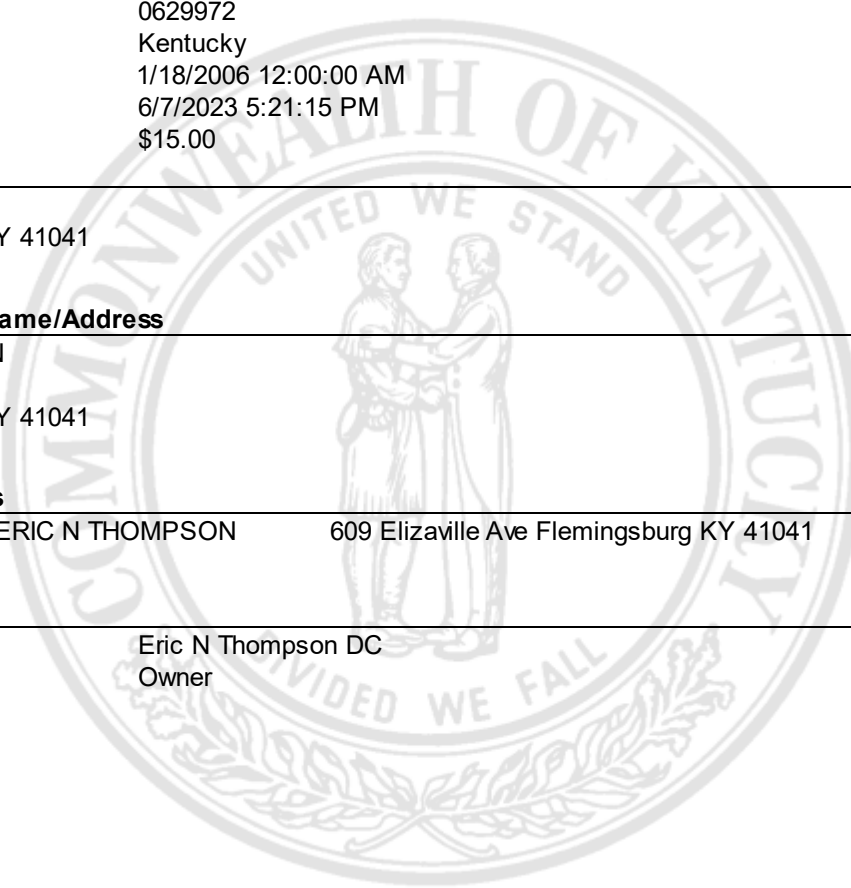 0629972
Kentucky
1/18/2006 12:00:00 AM
6/7/2023 5:21:15 PM
$15.00
Y 41041
ame/Address
Y 41041
s
ERIC N THOMPSON 609 Elizaville Ave Flemingsburg KY 41041
Eric N Thompson DC
Owner
COMMONWEALTH OF KENTUCKY
UNITED WE STAND
DIVIDED WE FALL